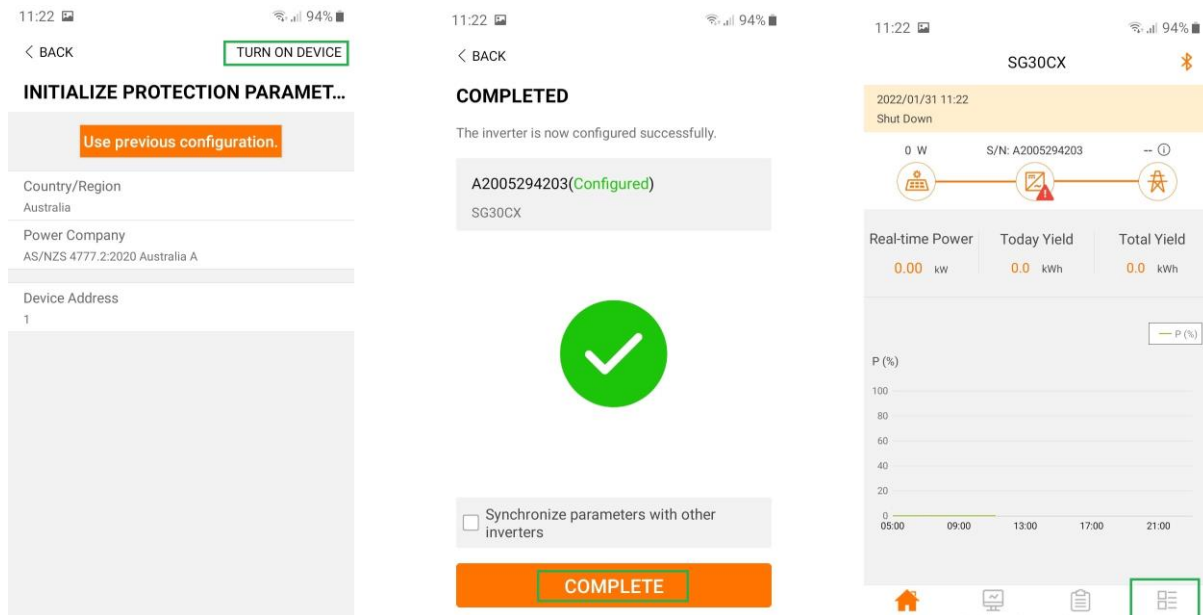 11:22 94%
< BACK TURN ON DEVICE
INITIALIZE PROTECTION PARAMET...
Use previous configuration.
Country/Region
Australia
Power Company
AS/NZS 4777.2:2020 Australia A
Device Address
1
11:22 94%
< BACK
COMPLETED
The inverter is now configured successfully.
A2005294203(Configured)
SG30CX
Synchronize parameters with other
inverters
COMPLETE
11:22 94%
SG30CX
2022/01/31 11:22
Shut Down
0 W S/N: A2005294203 --
Real-time Power Today Yield Total Yield
0.00 kW 0.0 kWh 0.0 kWh
P (%)
P (%)
100
80
60
40
20
0
05:00 09:00 13:00 17:00 21:00